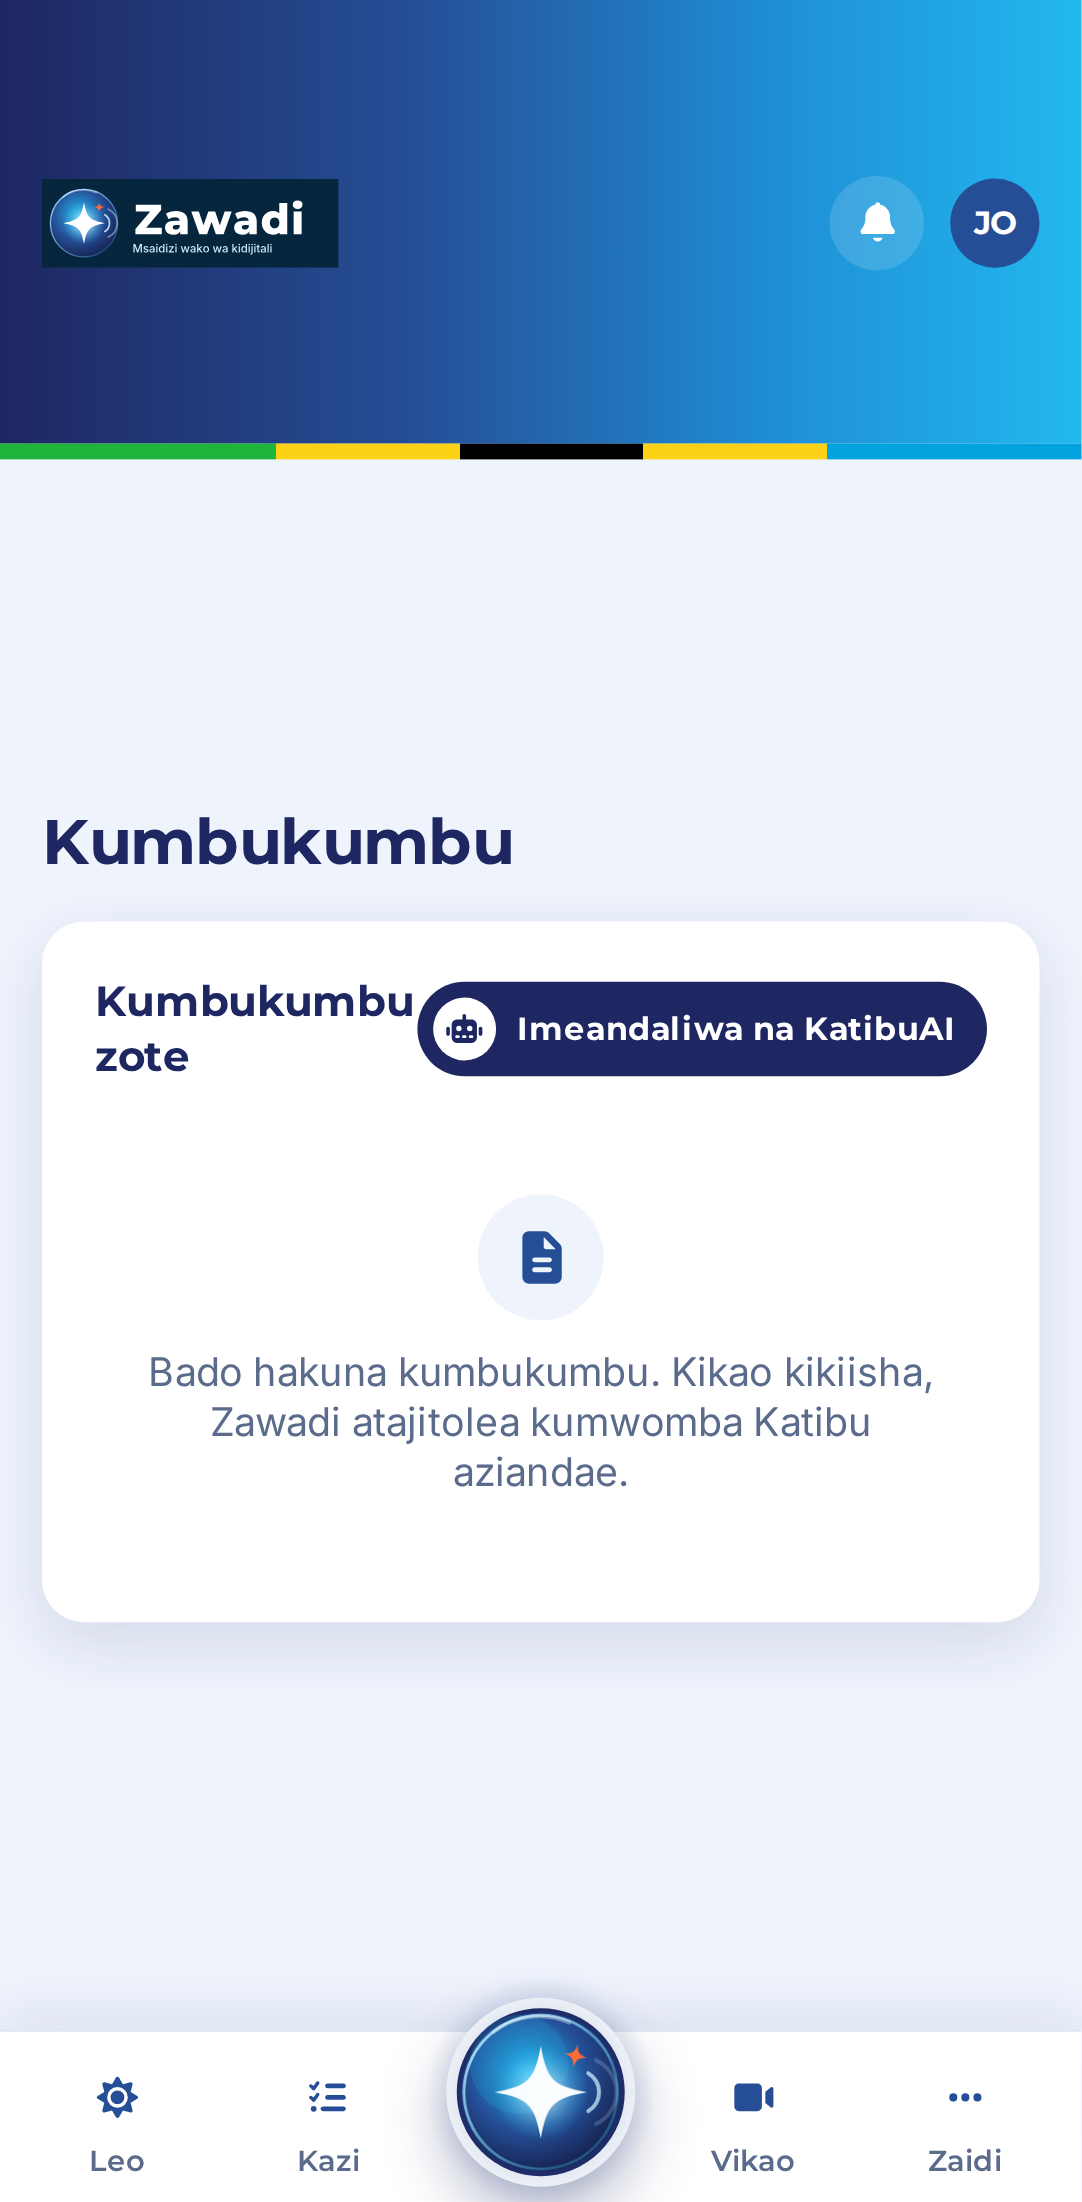 Zawadi
Msaidizi wako wa kidijitali
JO
Kumbukumbu
Kumbukumbu
zote
Imeandaliwa na KatibuAI
Bado hakuna kumbukumbu. Kikao kikiisha,
Zawadi atajitolea kumwomba Katibu
aziandae.
Leo
Kazi
Vikao
Zaidi